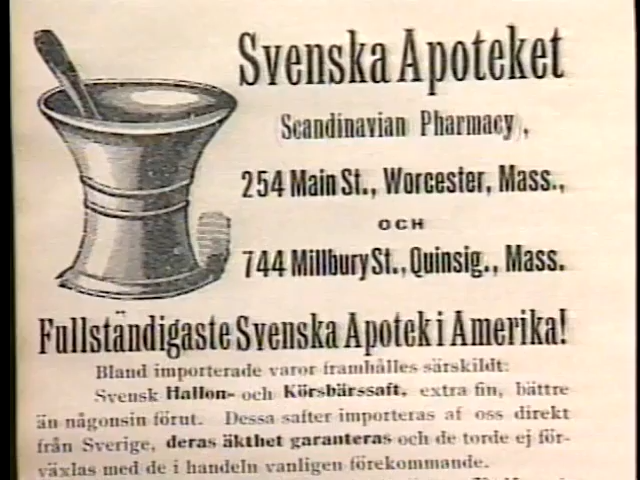 Svenska Apoteket
(Scandinavian Pharmacy),
254 Main St., Worcester, Mass.,
OCH
744 Millbury St., Quinsig., Mass.
Fullständigaste Svenska Apotek i Amerika!
Bland importerade varor framhålles särskildt:
Svensk Hallon- och Körsbärssaft, extra fin, bättre
än någonsin förut. Dessa safter importeras af oss direkt
från Sverige, deras äkthet garanteras och de torde ej för-
växlas med de i handeln vanligen förekommande.